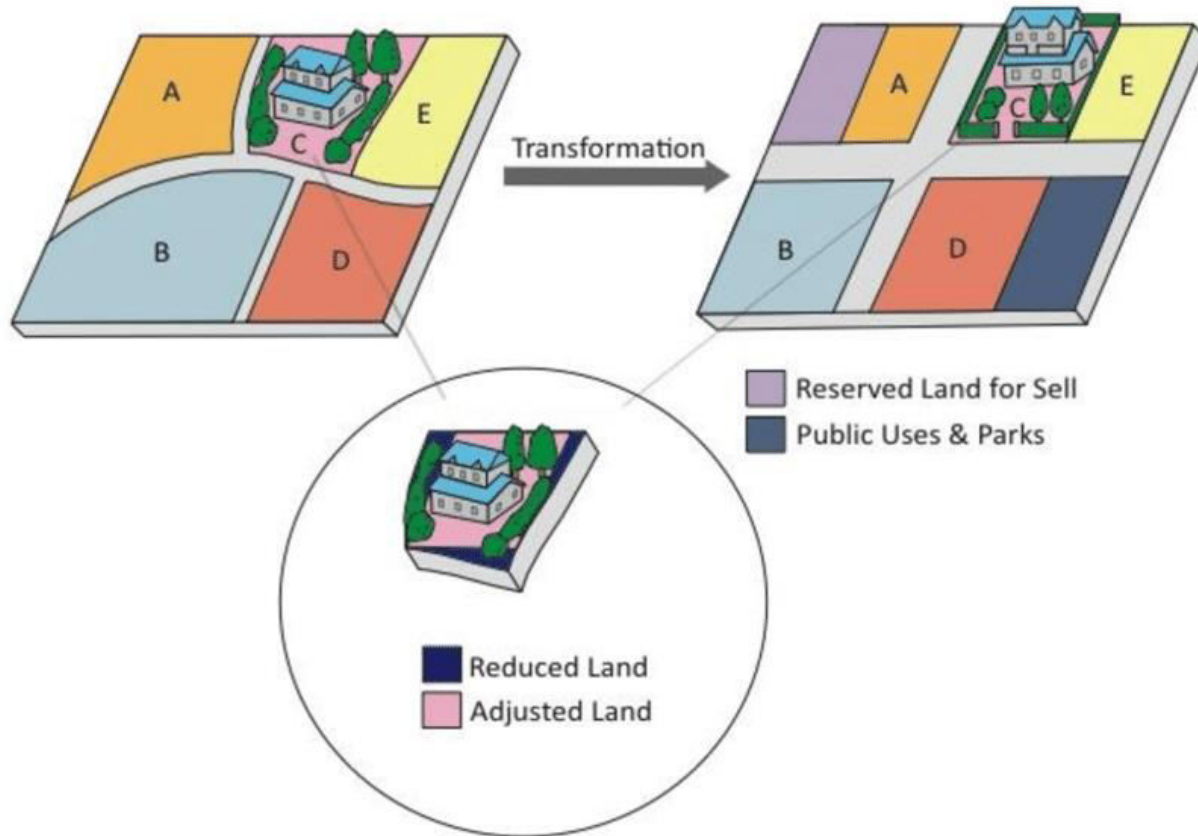 A
E
C
B
D
Transformation
A
E
C
B
D
Reserved Land for Sell
Public Uses & Parks
Reduced Land
Adjusted Land